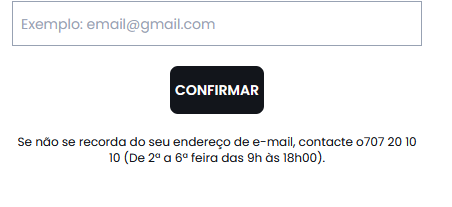 Exemplo: email@gmail.com
CONFIRMAR
Se não se recorda do seu endereço de e-mail, contacte o707 20 10
10 (De 2ª a 6ª feira das 9h às 18h00).